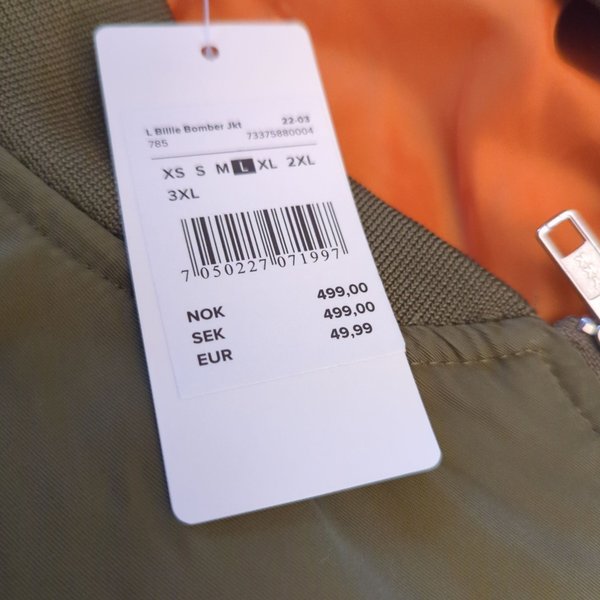 L Billie Bomber Jkt 22-03
785 73375880004
XS S M L XL 2XL
3XL
7 050227 071997
NOK 499,00
SEK 499,00
EUR 49,99